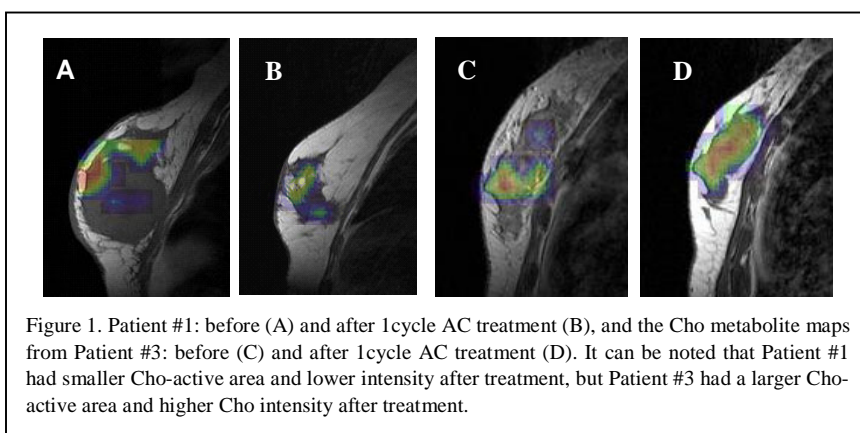 A B C D
Figure 1. Patient #1: before (A) and after 1cycle AC treatment (B), and the Cho metabolite maps
from Patient #3: before (C) and after 1cycle AC treatment (D). It can be noted that Patient #1
had smaller Cho-active area and lower intensity after treatment, but Patient #3 had a larger Cho-
active area and higher Cho intensity after treatment.